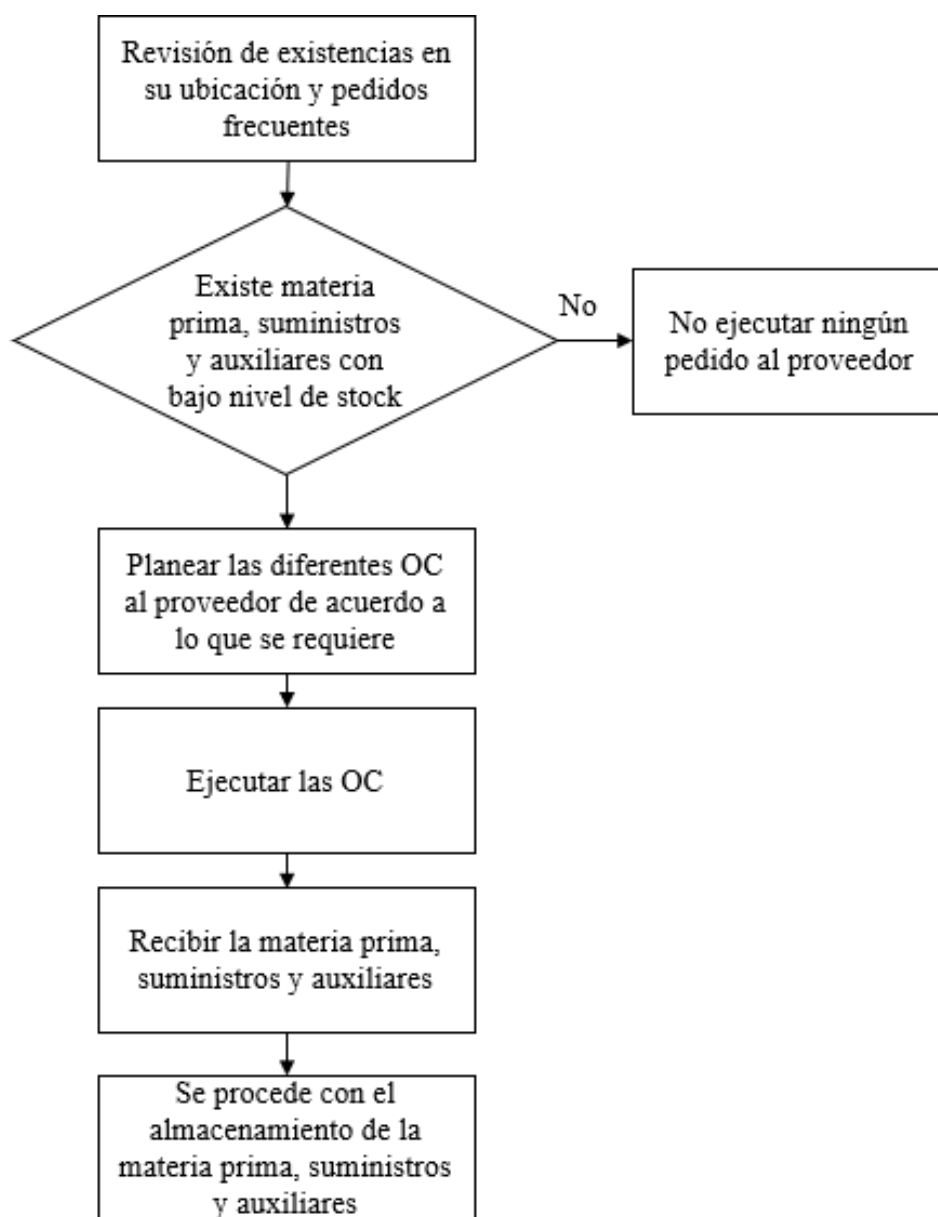 Revisión de existencias en
su ubicación y pedidos
frecuentes
Existe materia
prima, suministros
y auxiliares con
bajo nivel de stock
No
No ejecutar ningún
pedido al proveedor
Planear las diferentes OC
al proveedor de acuerdo a
lo que se requiere
Ejecutar las OC
Recibir la materia prima,
suministros y auxiliares
Se procede con el
almacenamiento de la
materia prima, suministros
y auxiliares